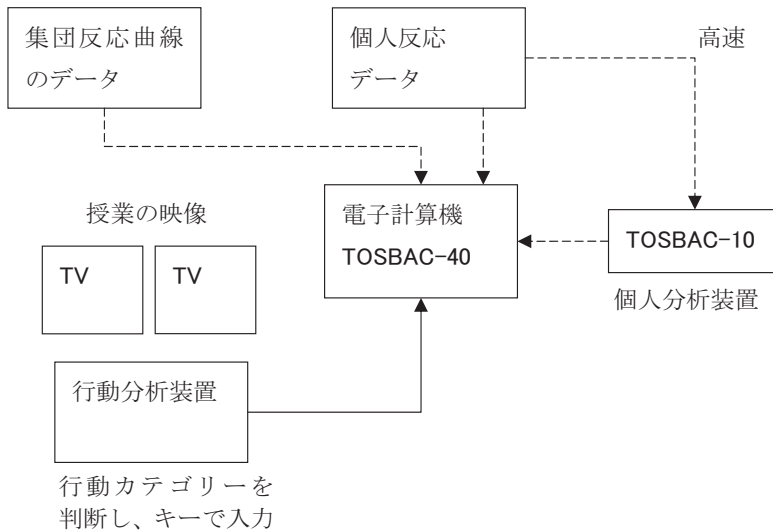 集団反応曲線
のデータ
個人反応
データ
高速
授業の映像
TV
TV
電子計算機
TOSBAC-40
TOSBAC-10
個人分析装置
行動分析装置
行動カテゴリーを
判断し、キーで入力